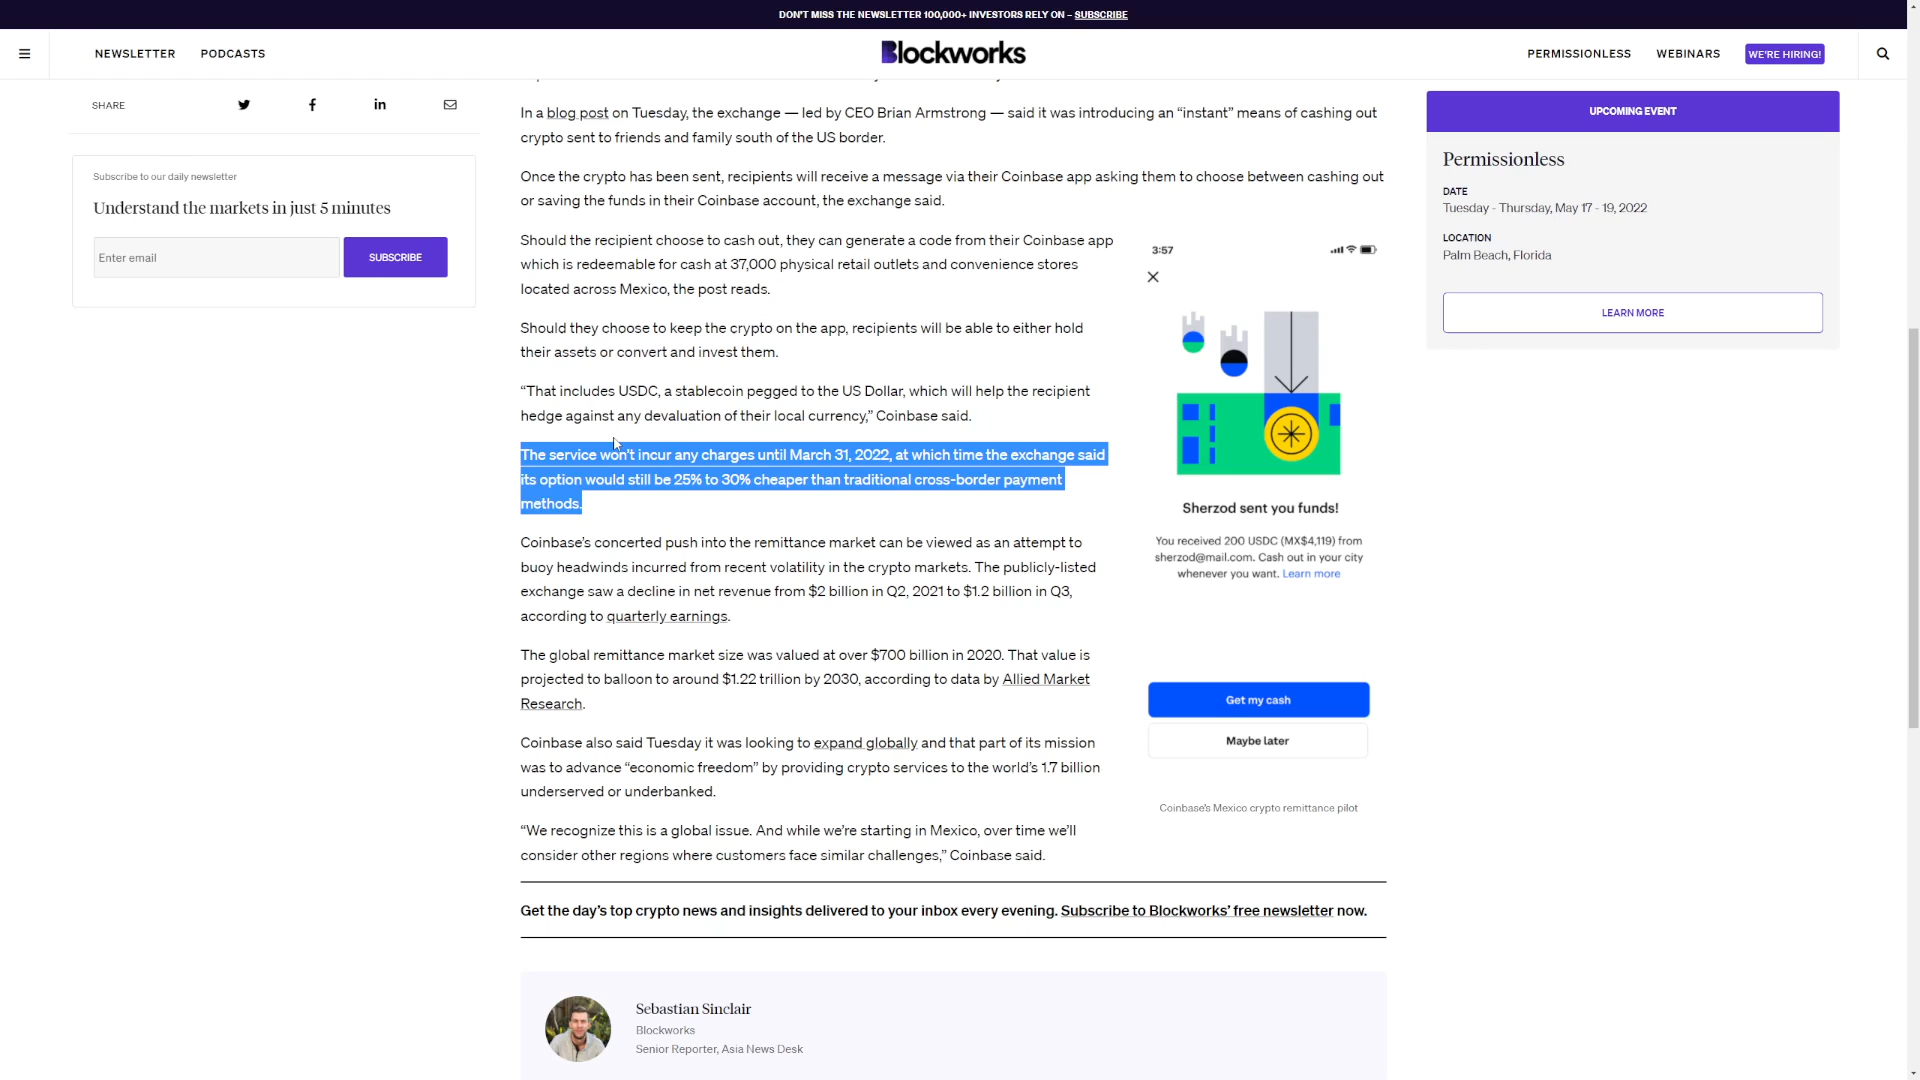 DON'T MISS THE NEWSLETTER 100,000+ INVESTORS RELY ON – SUBSCRIBE
NEWSLETTER PODCASTS
Blockworks
PERMISSIONLESS WEBINARS WE'RE HIRING!
SHARE
Subscribe to our daily newsletter
Understand the markets in just 5 minutes
Enter email SUBSCRIBE
In a blog post on Tuesday, the exchange — led by CEO Brian Armstrong — said it was introducing an “instant” means of cashing out
crypto sent to friends and family south of the US border.
Once the crypto has been sent, recipients will receive a message via their Coinbase app asking them to choose between cashing out
or saving the funds in their Coinbase account, the exchange said.
Should the recipient choose to cash out, they can generate a code from their Coinbase app
which is redeemable for cash at 37,000 physical retail outlets and convenience stores
located across Mexico, the post reads.
Should they choose to keep the crypto on the app, recipients will be able to either hold
their assets or convert and invest them.
“That includes USDC, a stablecoin pegged to the US Dollar, which will help the recipient
hedge against any devaluation of their local currency,” Coinbase said.
The service won’t incur any charges until March 31, 2022, at which time the exchange said
its option would still be 25% to 30% cheaper than traditional cross-border payment
methods.
Coinbase’s concerted push into the remittance market can be viewed as an attempt to
buoy headwinds incurred from recent volatility in the crypto markets. The publicly-listed
exchange saw a decline in net revenue from $2 billion in Q2, 2021 to $1.2 billion in Q3,
according to quarterly earnings.
The global remittance market size was valued at over $700 billion in 2020. That value is
projected to balloon to around $1.22 trillion by 2030, according to data by Allied Market
Research.
Coinbase also said Tuesday it was looking to expand globally and that part of its mission
was to advance “economic freedom” by providing crypto services to the world’s 1.7 billion
underserved or underbanked.
“We recognize this is a global issue. And while we’re starting in Mexico, over time we’ll
consider other regions where customers face similar challenges,” Coinbase said.
3:57
Sherzod sent you funds!
You received 200 USDC (MX$4,119) from
sherzod@mail.com. Cash out in your city
whenever you want. Learn more
Get my cash
Maybe later
Coinbase’s Mexico crypto remittance pilot
Get the day’s top crypto news and insights delivered to your inbox every evening. Subscribe to Blockworks’ free newsletter now.
Sebastian Sinclair
Blockworks
Senior Reporter, Asia News Desk
UPCOMING EVENT
Permissionless
DATE
Tuesday - Thursday, May 17 - 19, 2022
LOCATION
Palm Beach, Florida
LEARN MORE